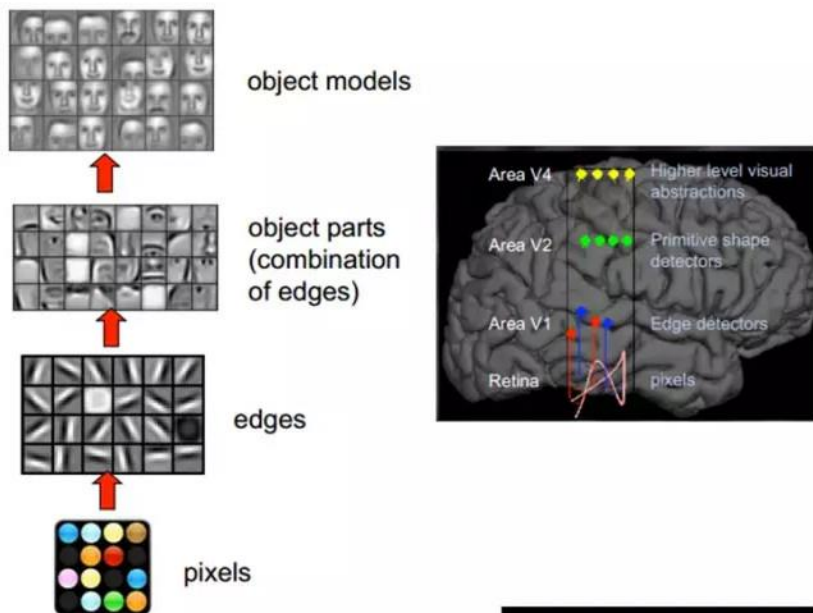 object models
object parts
(combination
of edges)
edges
pixels
Area V4
Higher level visual
abstractions
Area V2
Primitive shape
detectors
Area V1
Edge detectors
Retina
pixels